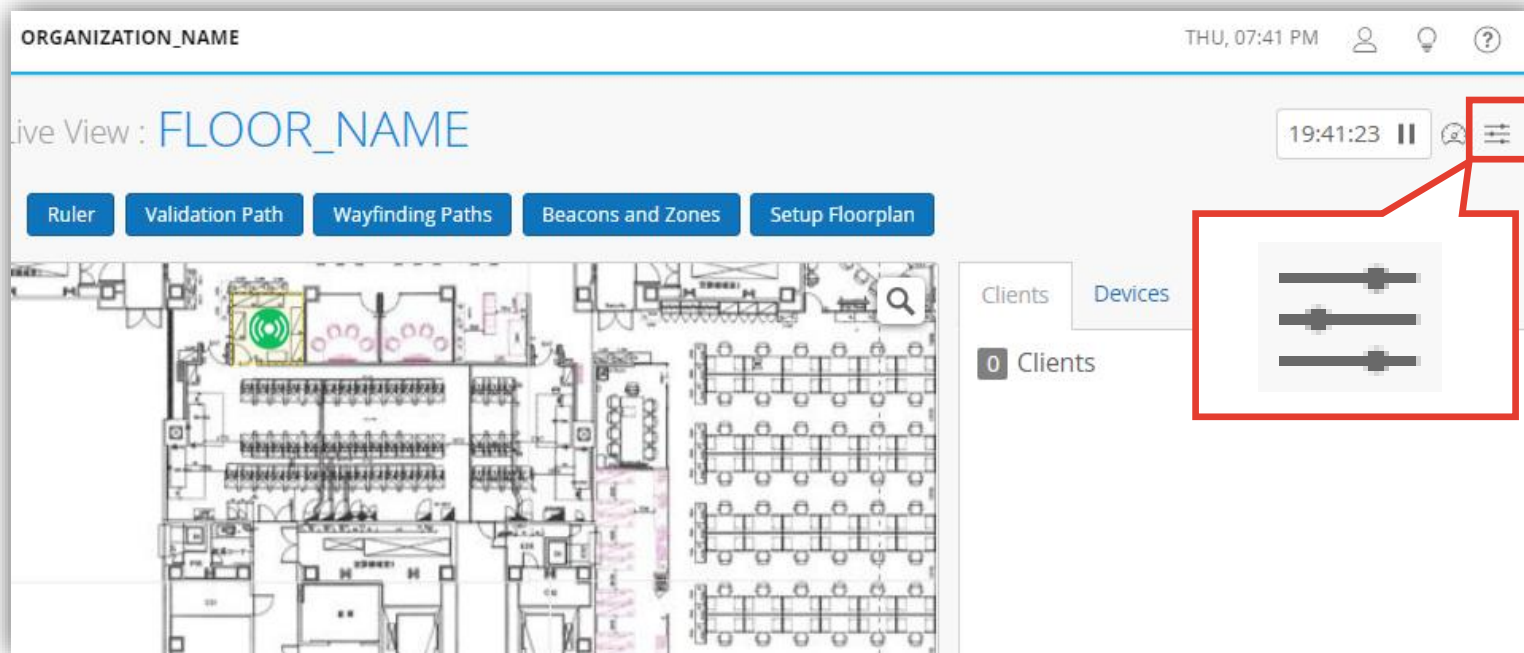 ORGANIZATION_NAME
THU, 07:41 PM
Live View : FLOOR_NAME
19:41:23
Ruler
Validation Path
Wayfinding Paths
Beacons and Zones
Setup Floorplan
Clients
Devices
0 Clients